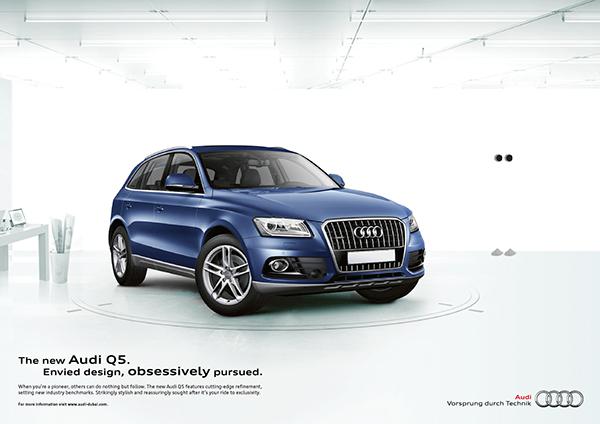 The new Audi Q5.
Envied design, obsessively pursued.
When you're a pioneer, others can do nothing but follow. The new Audi Q5 features cutting-edge refinement,
setting new industry benchmarks. Strikingly stylish and reassuringly sought after it's your ride to exclusivity.
For more information visit www.audi-dubai.com.
Audi
Vorsprung durch Technik